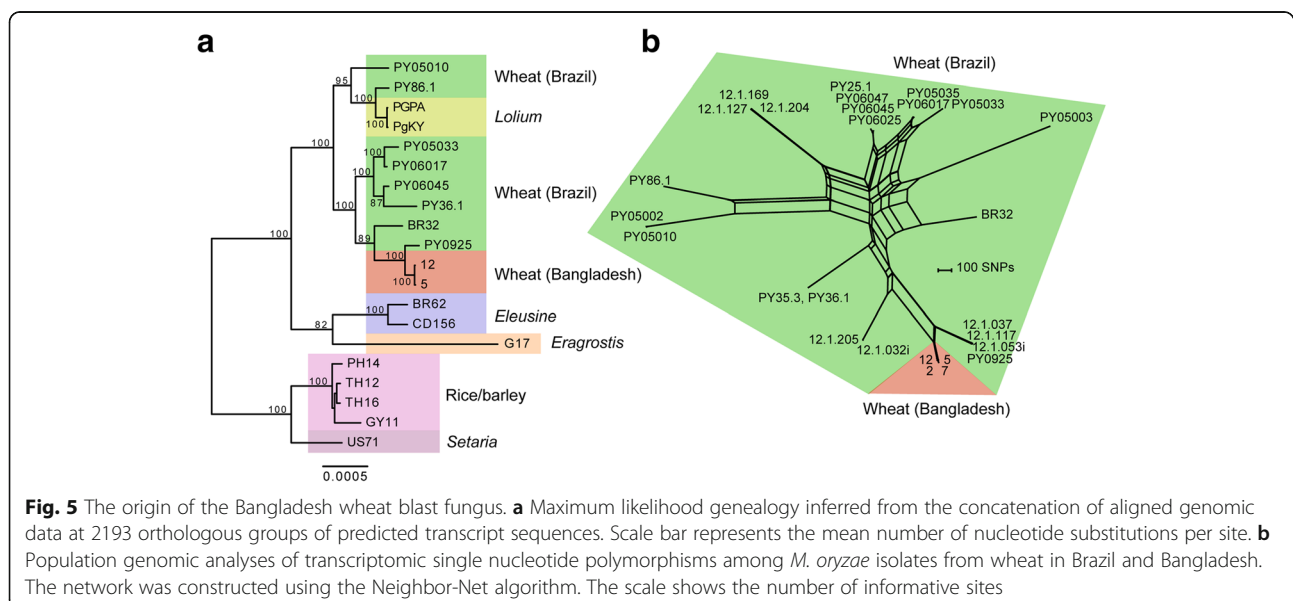 a
95
PY05010
PY86.1
Wheat (Brazil)
100
PGPA
100
PgKY
Lolium
100
PY05033
100
PY06017
100
PY06045
Wheat (Brazil)
87
PY36.1
100
BR32
89
PY0925
100
12
100
5
Wheat (Bangladesh)
100
BR62
100
CD156
Eleusine
82
G17
Eragrostis
PH14
100
TH12
TH16
Rice/barley
GY11
100
US71
Setaria
0.0005
b
Wheat (Brazil)
12.1.169
12.1.127
12.1.204
PY25.1
PY06047
PY06045
PY06025
PY05035
PY06017
PY05033
PY05003
PY86.1
PY05002
PY05010
BR32
100 SNPs
PY35.3, PY36.1
12.1.205
12.1.032i
12.1.037
12.1.117
12.1.053i
PY0925
12 5
2 7
Wheat (Bangladesh)
Fig. 5 The origin of the Bangladesh wheat blast fungus. a Maximum likelihood genealogy inferred from the concatenation of aligned genomic
data at 2193 orthologous groups of predicted transcript sequences. Scale bar represents the mean number of nucleotide substitutions per site. b
Population genomic analyses of transcriptomic single nucleotide polymorphisms among M. oryzae isolates from wheat in Brazil and Bangladesh.
The network was constructed using the Neighbor-Net algorithm. The scale shows the number of informative sites